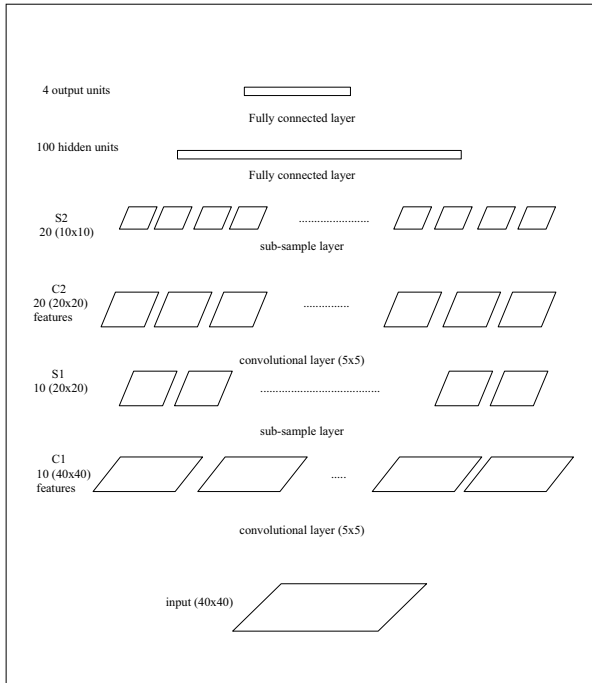 4 output units
Fully connected layer
100 hidden units
Fully connected layer
S2
20 (10x10)
.......................
sub-sample layer
C2
20 (20x20)
features
...............
convolutional layer (5x5)
S1
10 (20x20)
.......................................
sub-sample layer
C1
10 (40x40)
features
.....
convolutional layer (5x5)
input (40x40)